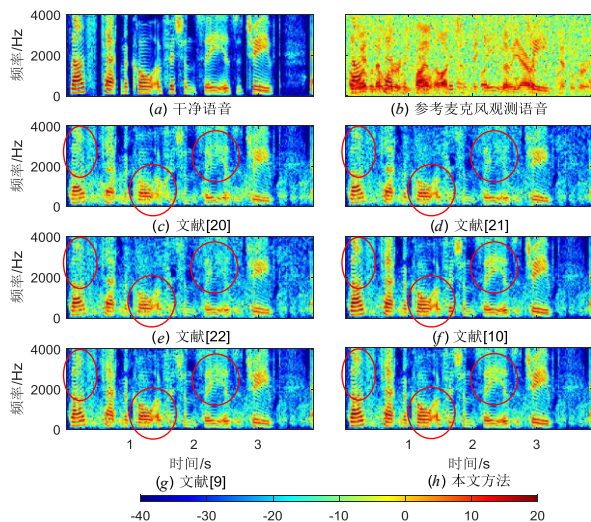 4000
2000
0
频率/Hz
(a) 干净语音
(b) 参考麦克风观测语音
4000
2000
0
频率/Hz
(c) 文献[20]
(d) 文献[21]
4000
2000
0
频率/Hz
(e) 文献[22]
(f) 文献[10]
4000
2000
0
频率/Hz
1 2 3
1 2 3
时间/s
时间/s
(g) 文献[9]
(h) 本文方法
-40 -30 -20 -10 0 10 20